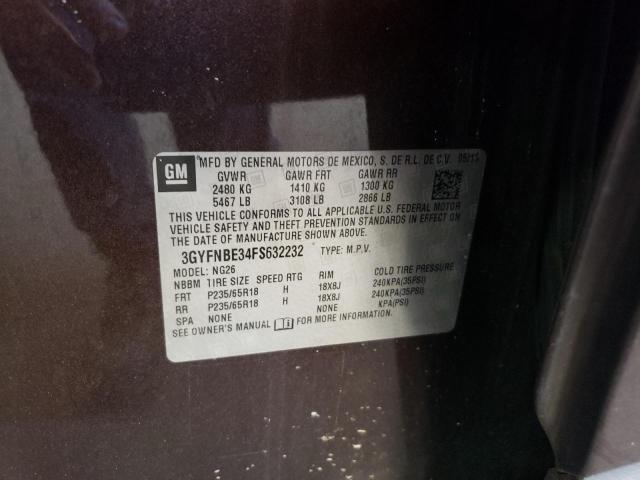 GM
MFD BY GENERAL MOTORS DE MEXICO, S. DE R.L. DE C.V.
GVWR GAWR FRT GAWR RR
2480 KG 1410 KG 1300 KG
5467 LB 3108 LB 2866 LB
THIS VEHICLE CONFORMS TO ALL APPLICABLE U.S. FEDERAL MOTOR
VEHICLE SAFETY AND THEFT PREVENTION STANDARDS IN EFFECT ON
THE DATE OF MANUFACTURE SHOWN ABOVE.
3GYFNBE34FS632232 TYPE: M.P.V.
MODEL: NG26
NBBM TIRE SIZE SPEED RTG RIM COLD TIRE PRESSURE
FRT P235/65R18 H 18X8J 240KPA(35PSI)
RR P235/65R18 H 18X8J 240KPA(35PSI)
SPA NONE NONE KPA(PSI)
SEE OWNER'S MANUAL FOR MORE INFORMATION.